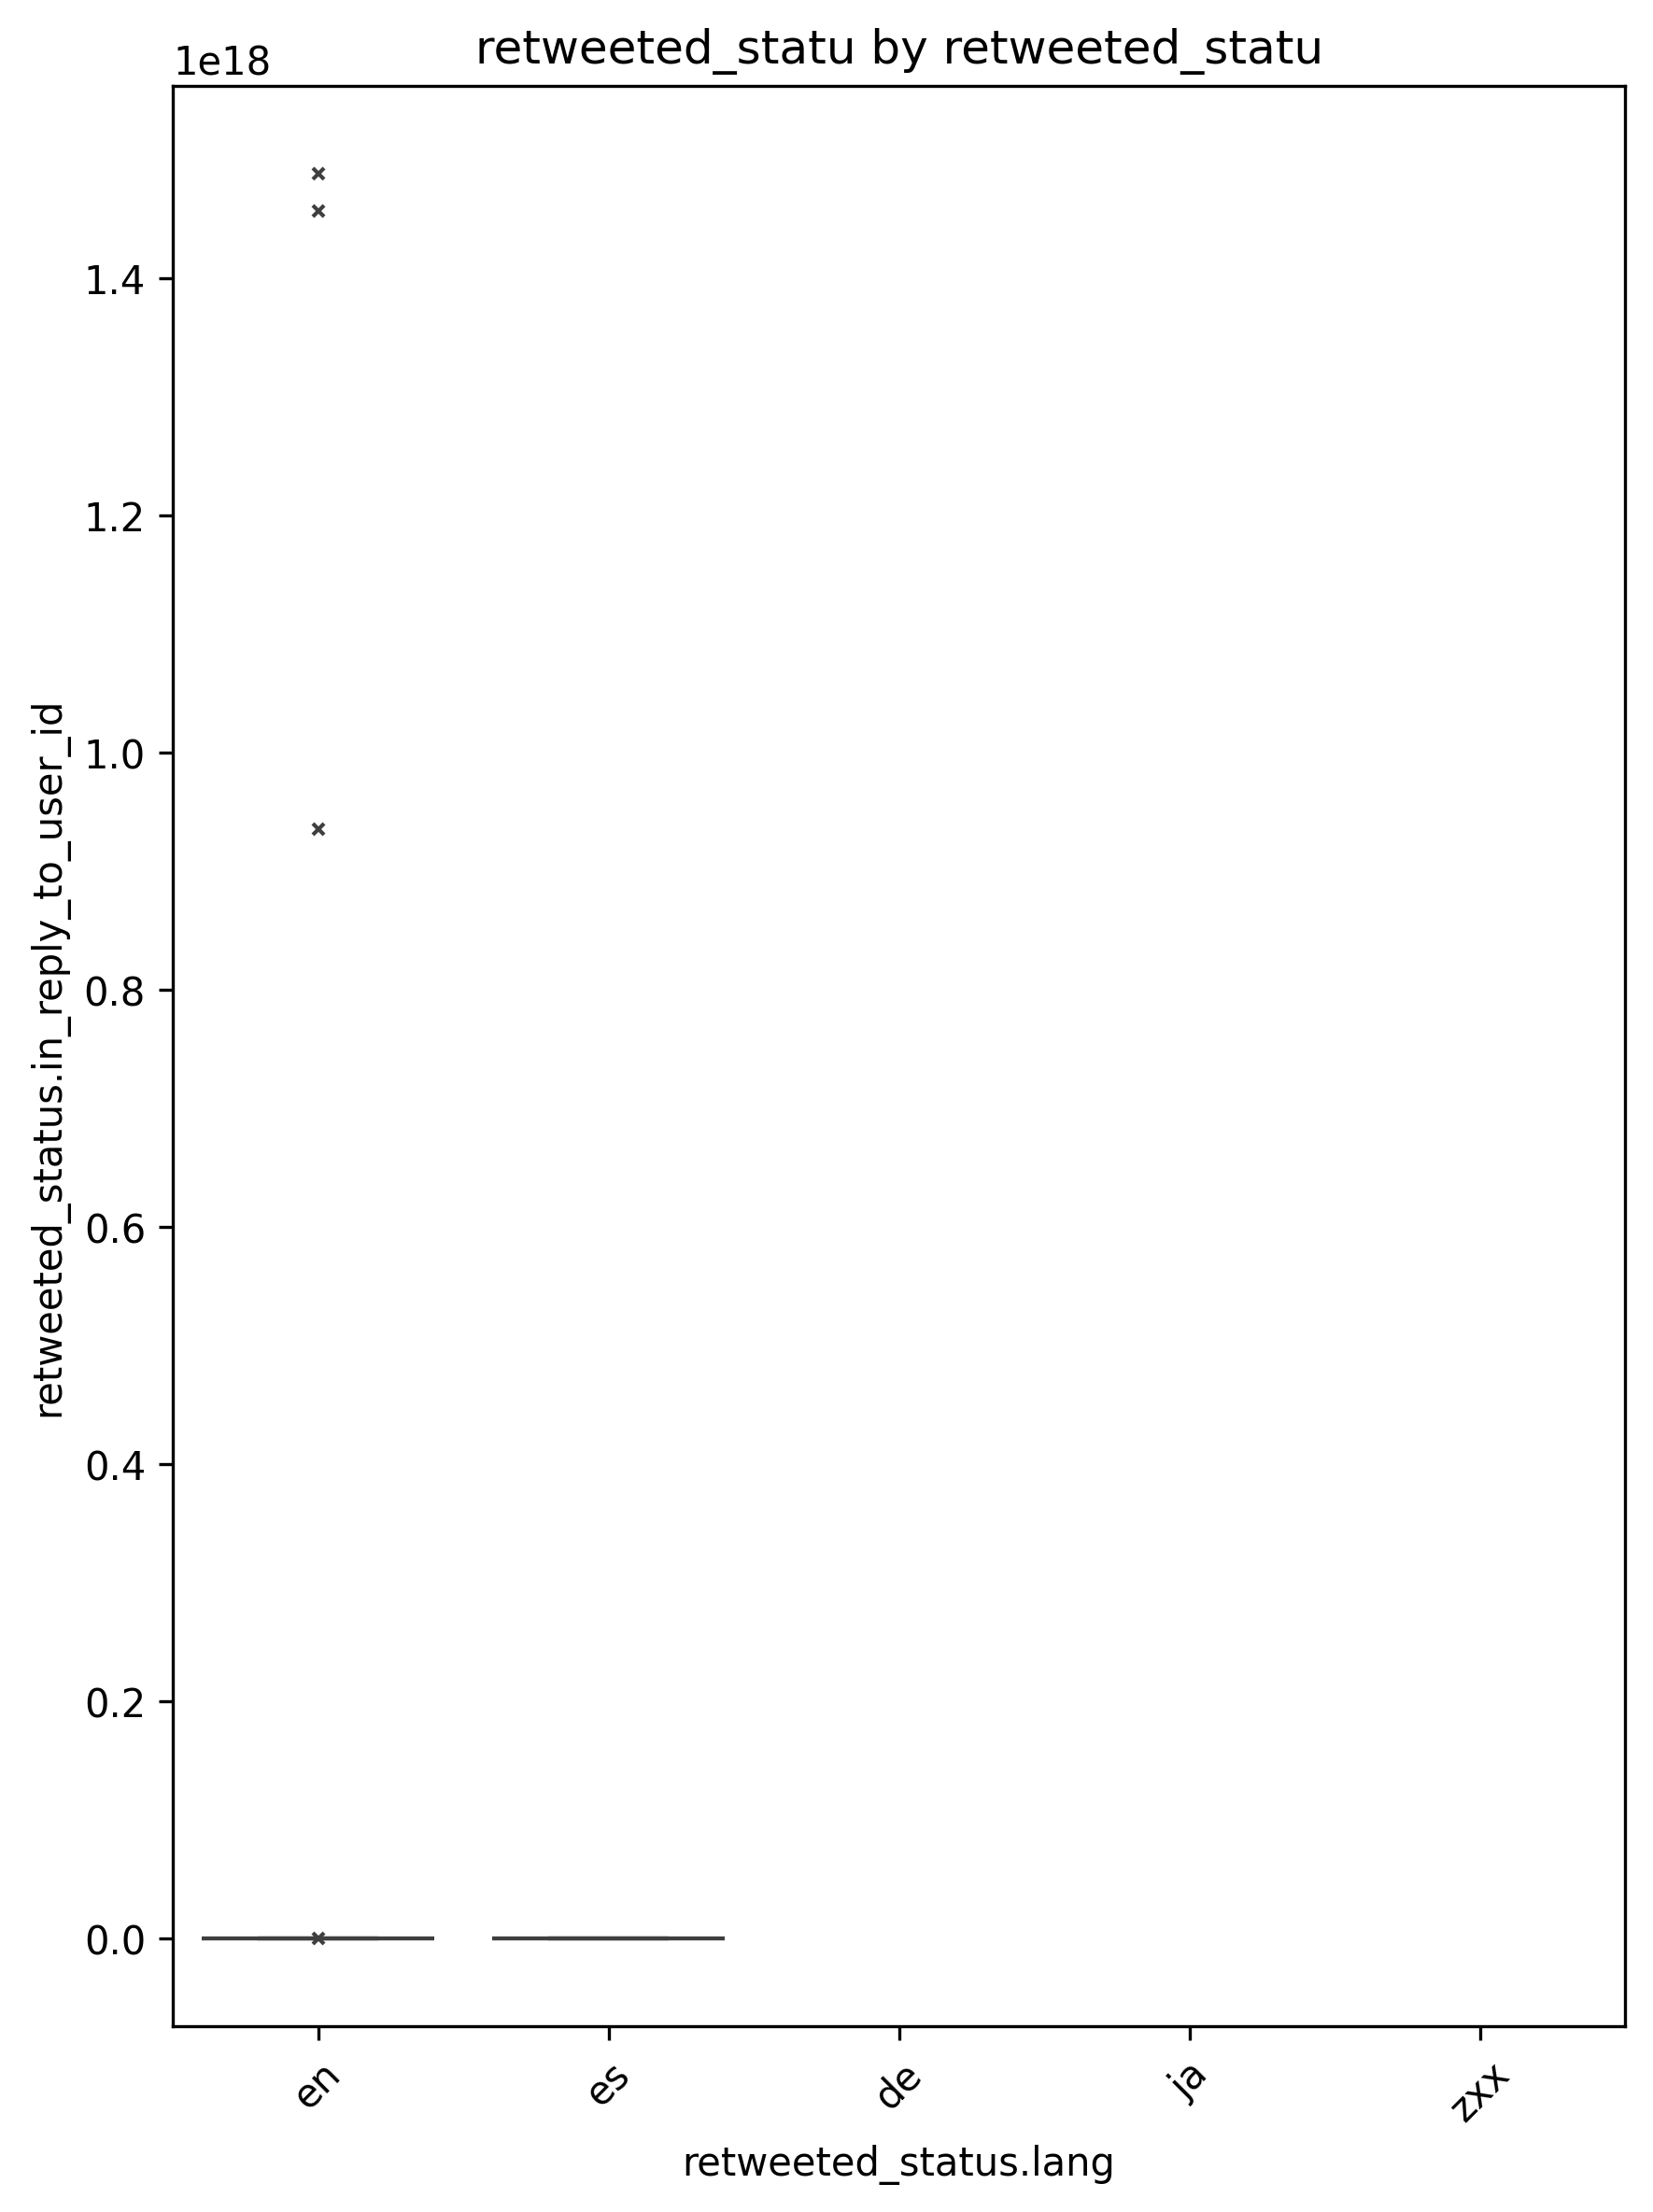 retweeted_statu by retweeted_statu
1e18
1.4
1.2
1.0
0.8
0.6
0.4
0.2
0.0
retweeted_status.in_reply_to_user_id
en
es
de
ja
zxx
retweeted_status.lang